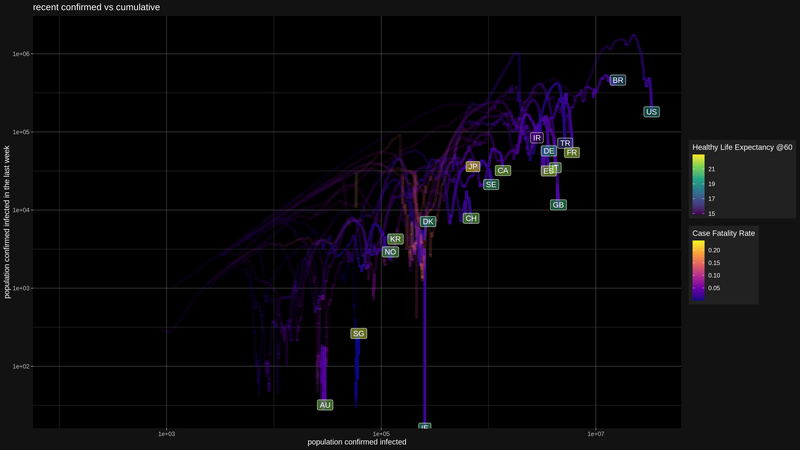 recent confirmed vs cumulative
1e+06
1e+05
1e+04
1e+03
1e+02
population confirmed infected in the last week
BR
US
IR
TR
DE
FR
JP
CA
SE
GB
CH
DK
KR
NO
SG
AU
1e+03
1e+05
1e+07
population confirmed infected
Healthy Life Expectancy @60
21
19
17
15
Case Fatality Rate
0.20
0.15
0.10
0.05